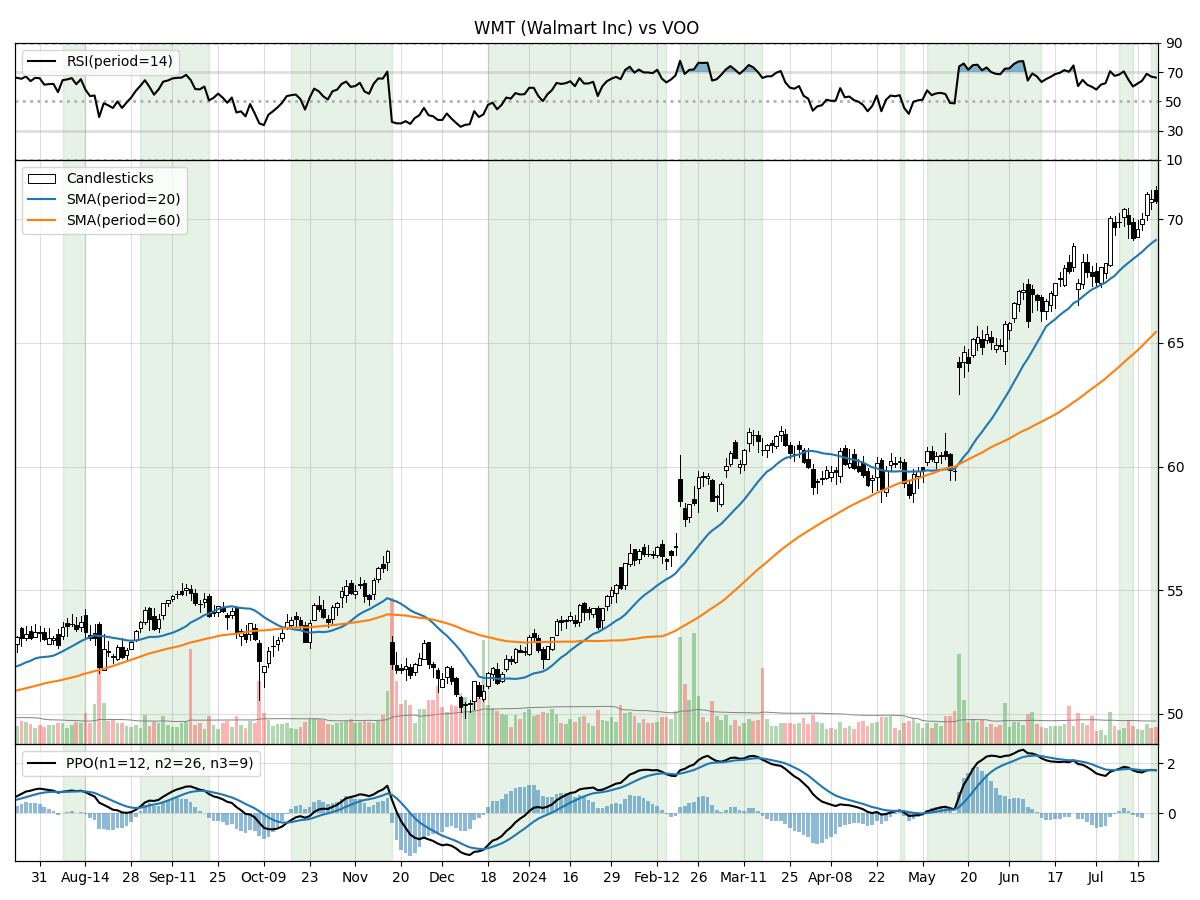 WMT (Walmart Inc) vs VOO
RSI(period=14)
90
70
50
30
10
Candlesticks
SMA(period=20)
SMA(period=60)
70
65
60
55
50
PPO(n1=12, n2=26, n3=9)
2
0
31 Aug-14 28 Sep-11 25 Oct-09 23 Nov 20 Dec 18 2024 16 29 Feb-12 26 Mar-11 25 Apr-08 22 May 20 Jun 17 Jul 15